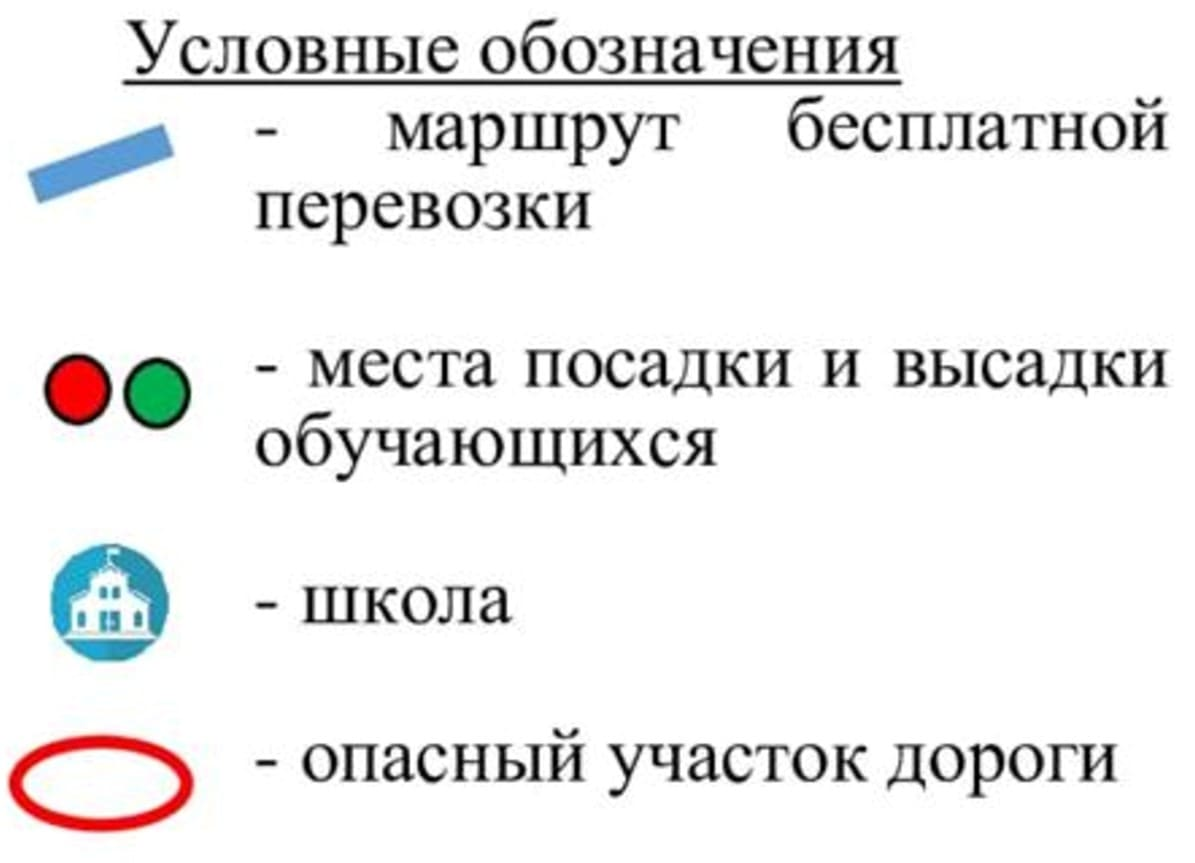 Условные обозначения
- маршрут бесплатной
перевозки
- места посадки и высадки
обучающихся
- школа
- опасный участок дороги